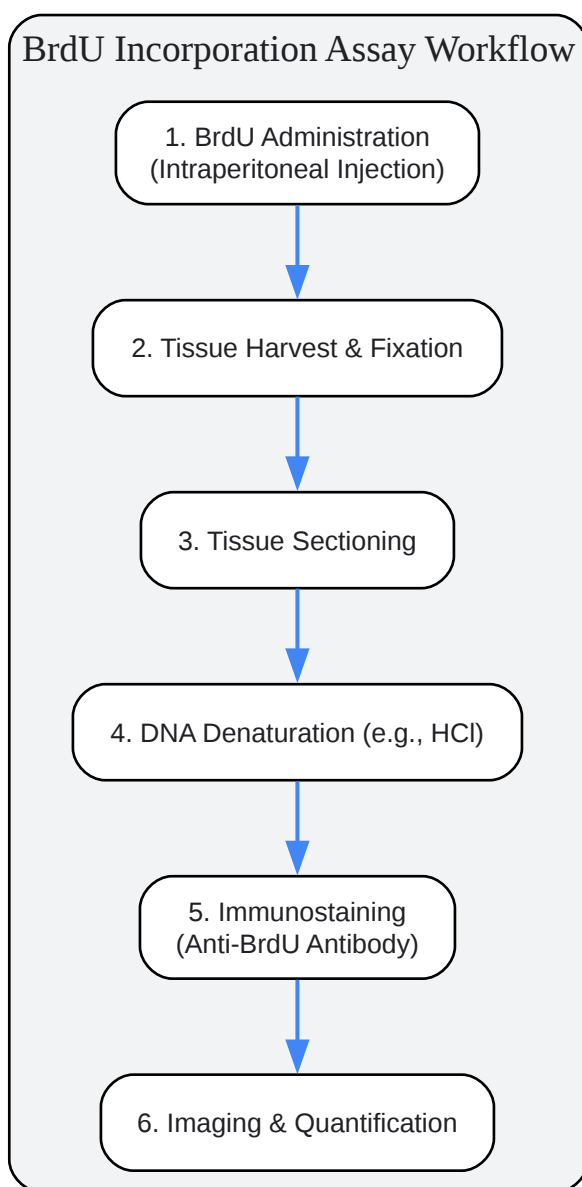 BrdU Incorporation Assay Workflow
1. BrdU Administration
(Intraperitoneal Injection)
2. Tissue Harvest & Fixation
3. Tissue Sectioning
4. DNA Denaturation (e.g., HCl)
5. Immunostaining
(Anti-BrdU Antibody)
6. Imaging & Quantification